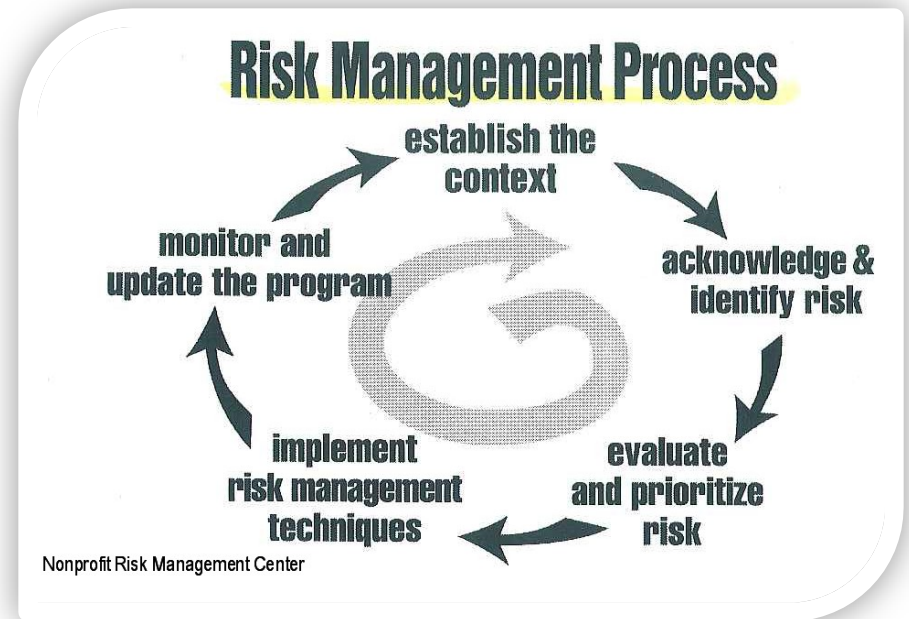 Risk Management Process
establish the
context
acknowledge &
identify risk
evaluate
and prioritize
risk
implement
risk management
techniques
monitor and
update the program
Nonprofit Risk Management Center